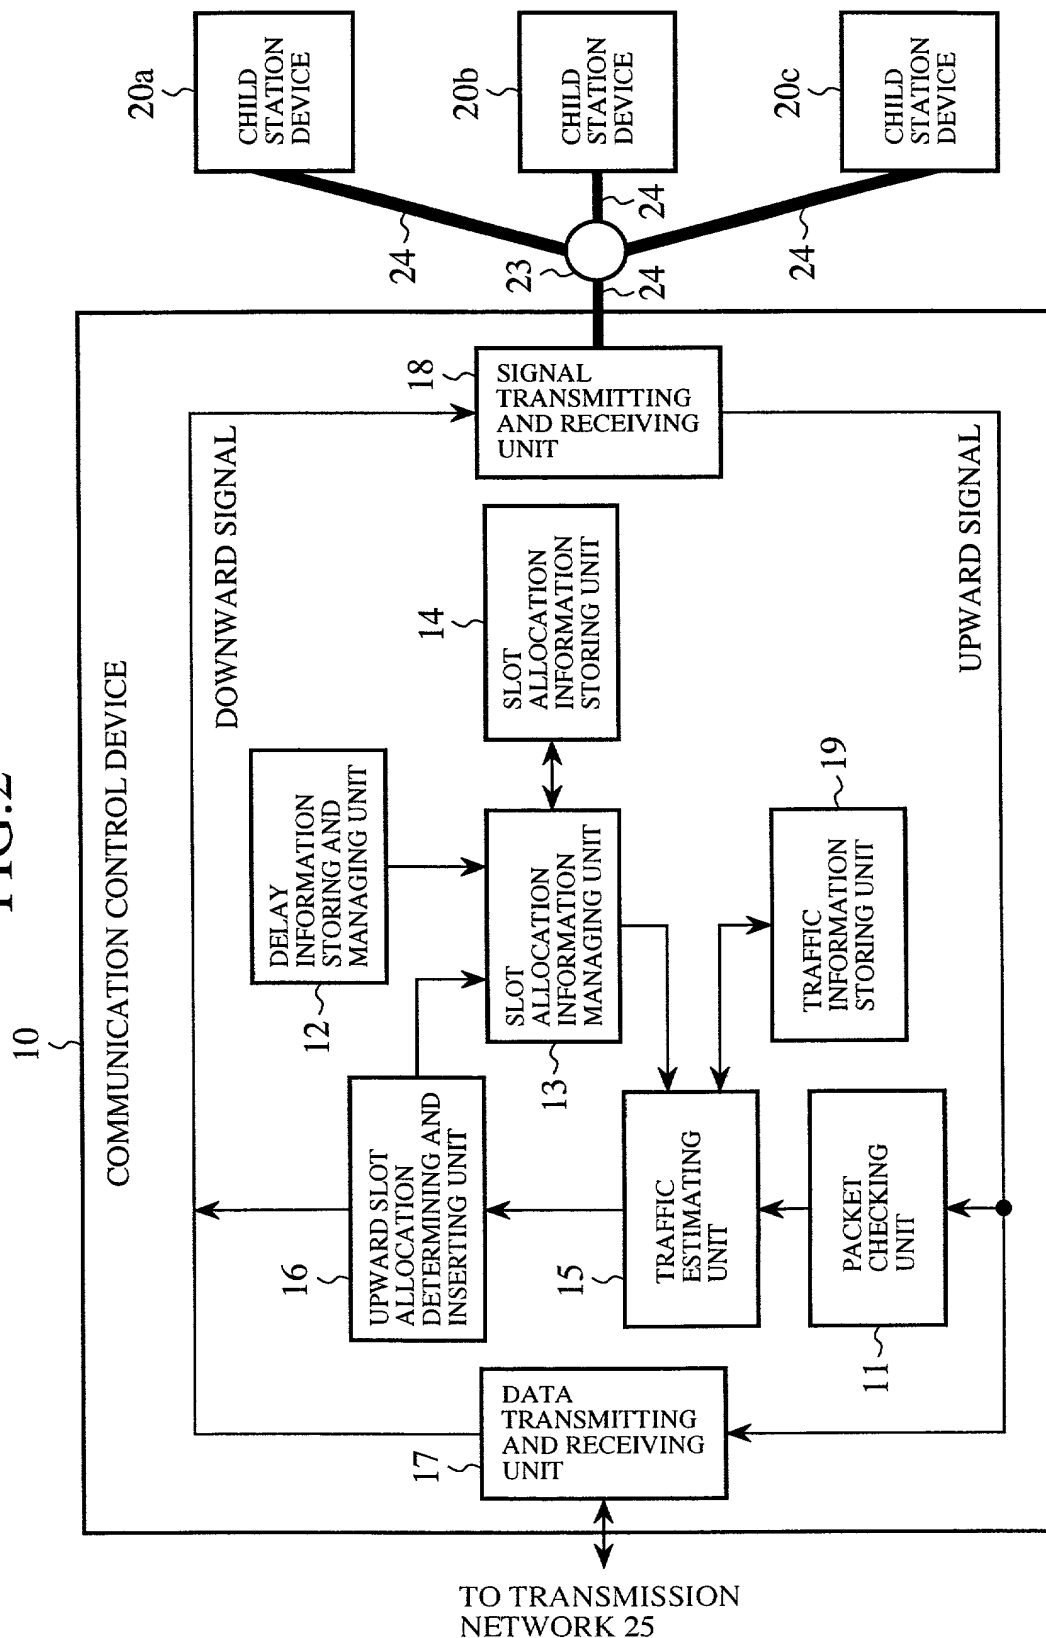 FIG.2
10
COMMUNICATION CONTROL DEVICE
DOWNWARD SIGNAL
UPWARD SIGNAL
20a
CHILD
STATION
DEVICE
20b
CHILD
STATION
DEVICE
20c
CHILD
STATION
DEVICE
24
24
24
24
23
18
SIGNAL
TRANSMITTING
AND RECEIVING
UNIT
14
SLOT
ALLOCATION
INFORMATION
STORING UNIT
12
DELAY
INFORMATION
STORING AND
MANAGING UNIT
13
SLOT
ALLOCATION
INFORMATION
MANAGING UNIT
19
TRAFFIC
INFORMATION
STORING UNIT
16
UPWARD SLOT
ALLOCATION
DETERMINING AND
INSERTING UNIT
15
TRAFFIC
ESTIMATING
UNIT
11
PACKET
CHECKING
UNIT
17
DATA
TRANSMITTING
AND RECEIVING
UNIT
TO TRANSMISSION
NETWORK 25